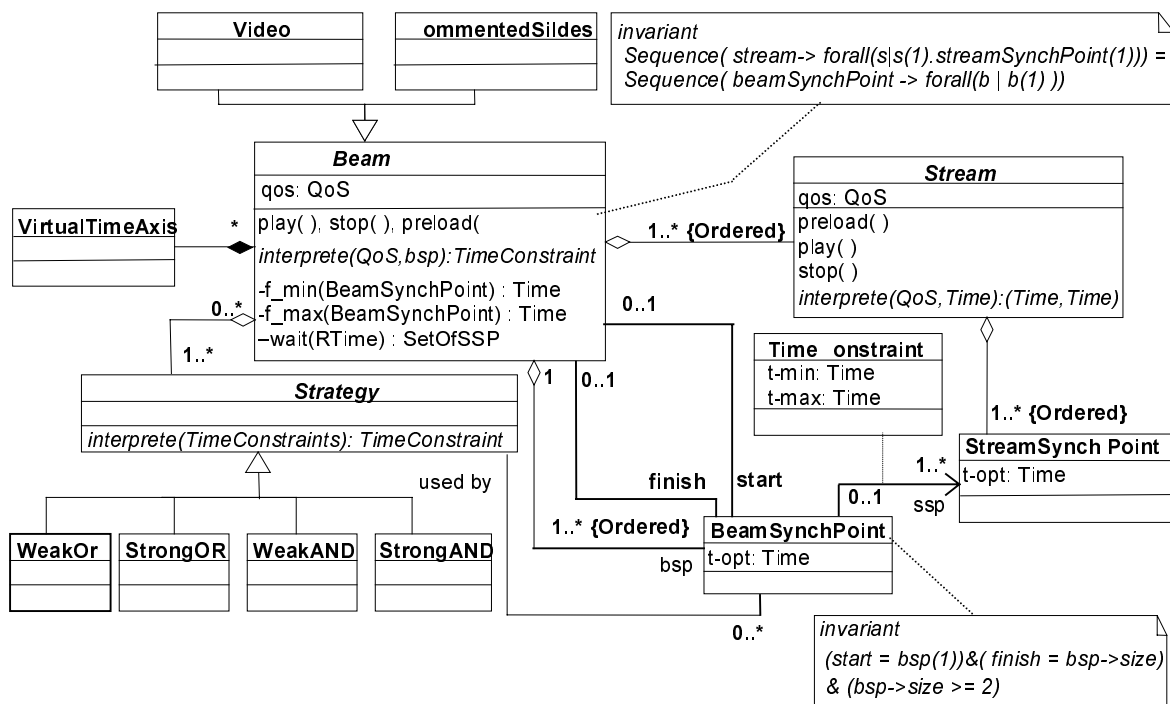 Video
ommentedSildes
invariant
Sequence( stream-> forall(s|s(1).streamSynchPoint(1))) =
Sequence( beamSynchPoint -> forall(b | b(1) ))
Beam
qos: QoS
play( ), stop( ), preload(
interprete(QoS,bsp):TimeConstraint
-f_min(BeamSynchPoint) : Time
-f_max(BeamSynchPoint) : Time
–wait(RTime) : SetOfSSP
VirtualTimeAxis
*
Stream
qos: QoS
preload( )
play( )
stop( )
interprete(QoS,Time):(Time,Time)
1..* {Ordered}
0..*
1..*
0..1
0..1
1
Time onstraint
t-min: Time
t-max: Time
Strategy
interprete(TimeConstraints): TimeConstraint
1..* {Ordered}
StreamSynch Point
t-opt: Time
1..*
0..1
ssp
used by
finish
start
1..* {Ordered}
bsp
BeamSynchPoint
t-opt: Time
WeakOr
StrongOR
WeakAND
StrongAND
0..*
invariant
(start = bsp(1))&( finish = bsp->size)
& (bsp->size >= 2)